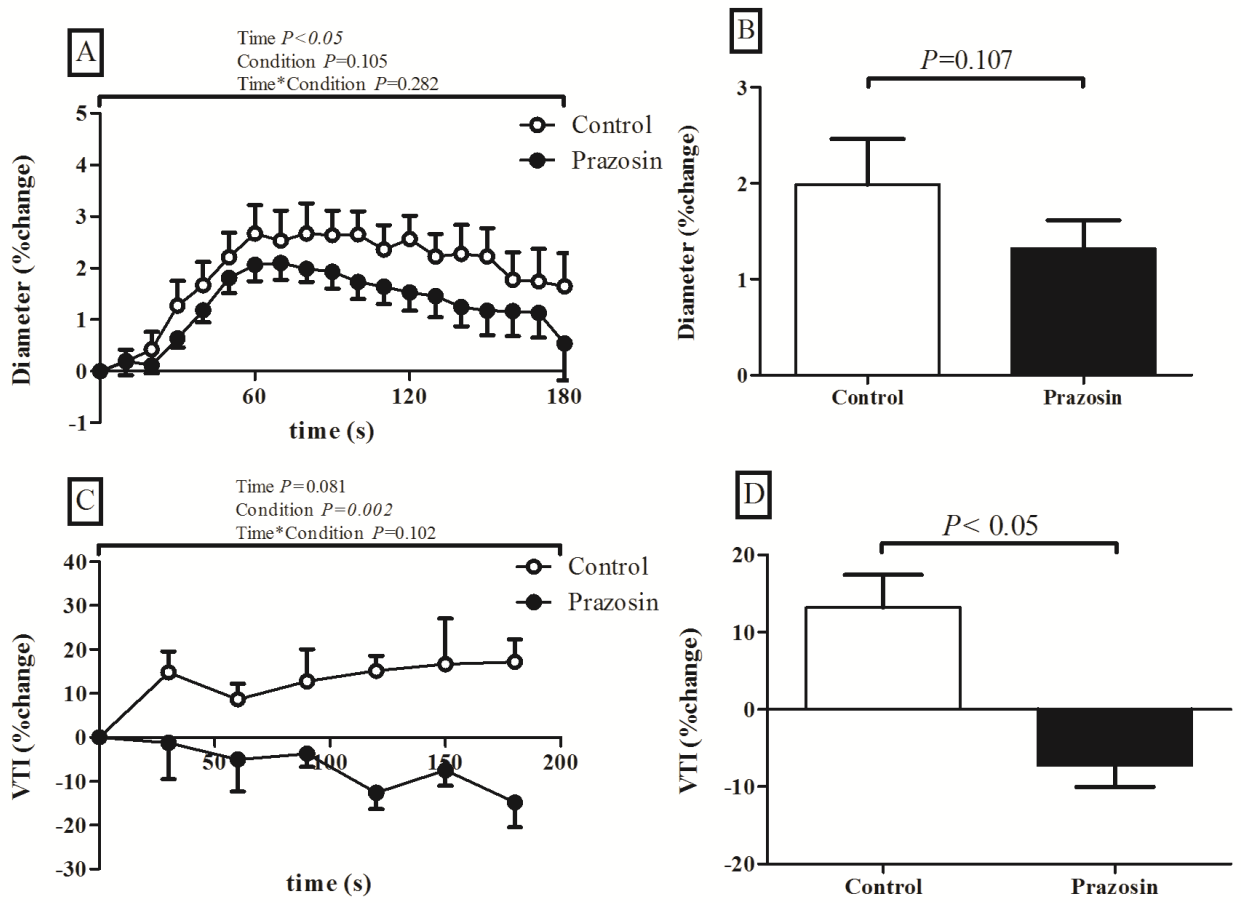 A
Time P<0.05
Condition P=0.105
Time*Condition P=0.282
Control
Prazosin
Diameter (%change)
5
4
3
2
1
0
-1
60
120
180
time (s)
B
P=0.107
Diameter (%change)
3
2
1
0
Control
Prazosin
C
Time P=0.081
Condition P=0.002
Time*Condition P=0.102
Control
Prazosin
VTI (%change)
40
30
20
10
0
-10
-20
-30
50
100
150
200
time (s)
D
P< 0.05
VTI (%change)
20
10
0
-10
-20
Control
Prazosin